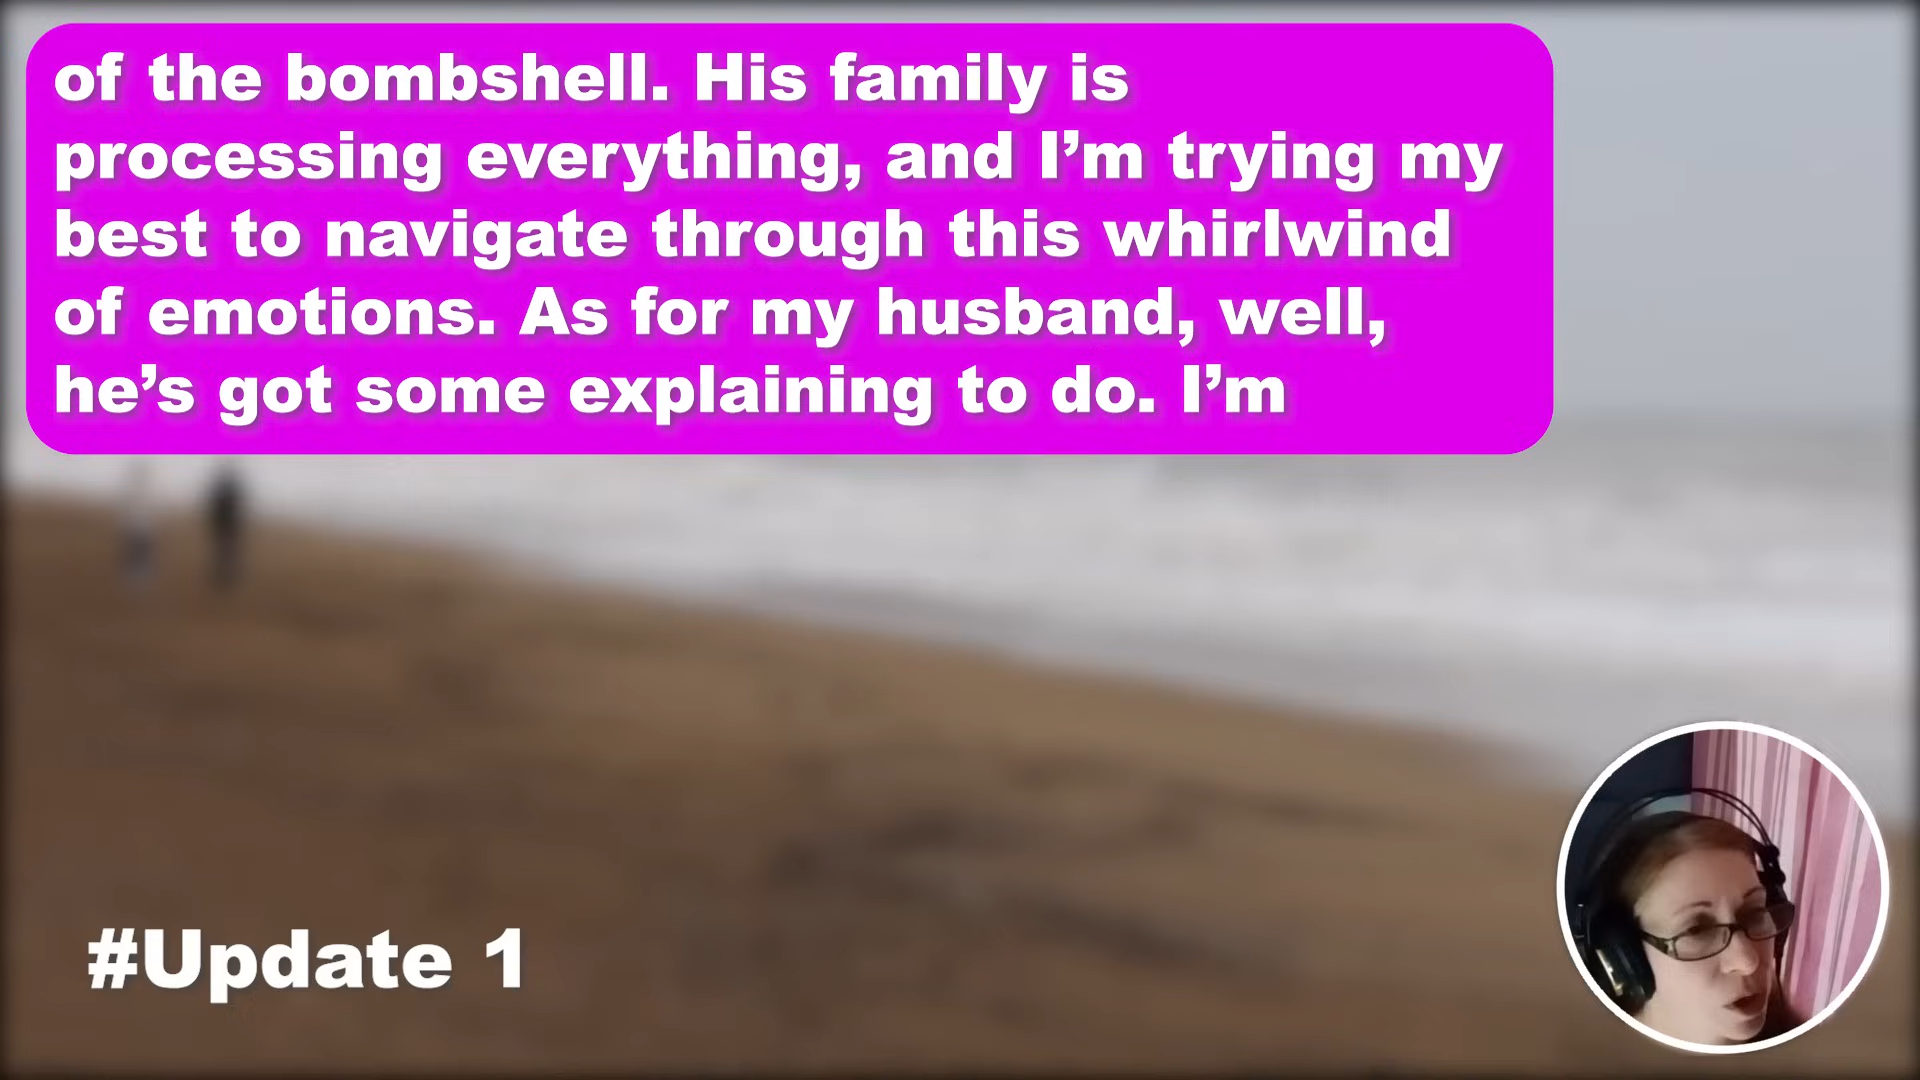 of the bombshell. His family is
processing everything, and I’m trying my
best to navigate through this whirlwind
of emotions. As for my husband, well,
he’s got some explaining to do. I’m
#Update 1